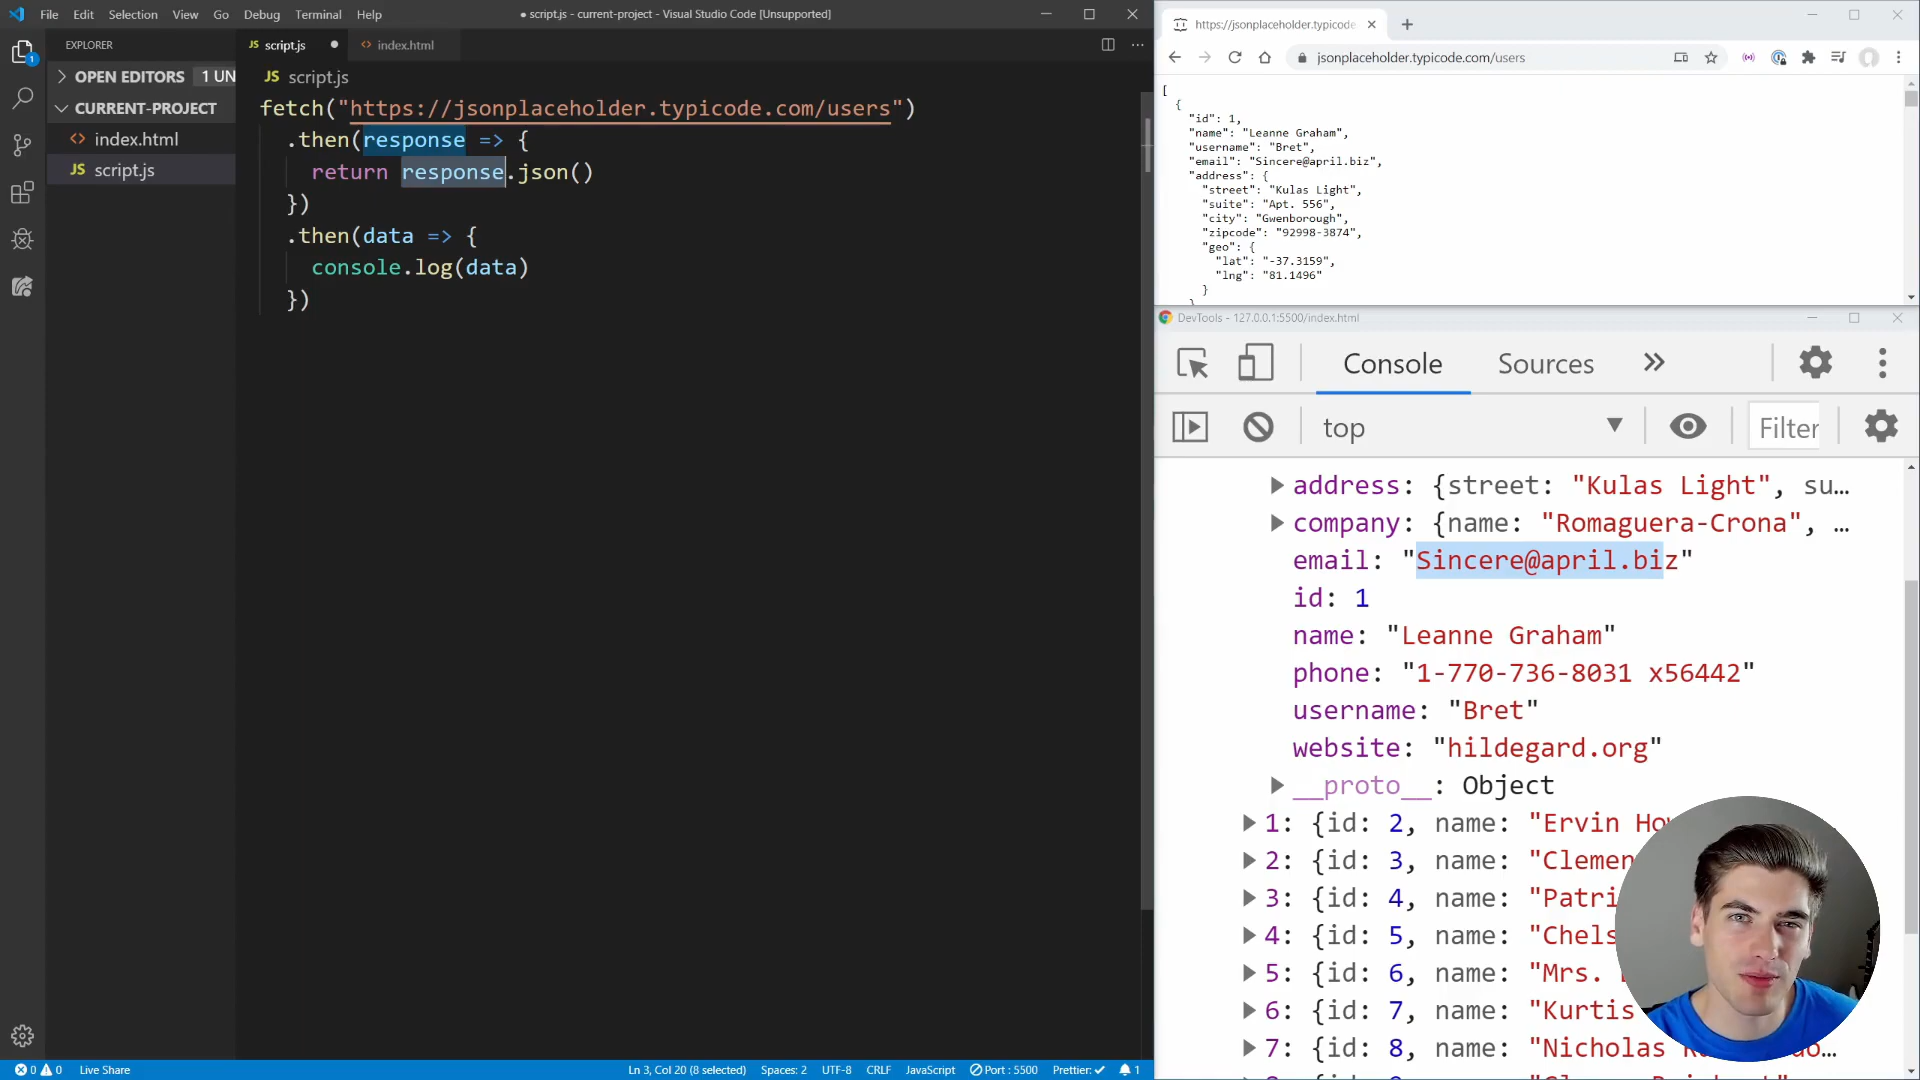 File Edit Selection View Go Debug Terminal Help
● script.js - current-project - Visual Studio Code [Unsupported]
EXPLORER
OPEN EDITORS 1 UN
CURRENT-PROJECT
index.html
JS script.js
1
JS script.js
index.html
JS script.js
fetch("https://jsonplaceholder.typicode.com/users")
.then(response => {
return response.json()
})
.then(data => {
console.log(data)
})
0 0 Live Share
Ln 3, Col 20 (8 selected) Spaces: 2 UTF-8 CRLF JavaScript Port : 5500 Prettier: 1
https://jsonplaceholder.typicode
jsonplaceholder.typicode.com/users
[
{
"id": 1,
"name": "Leanne Graham",
"username": "Bret",
"email": "Sincere@april.biz",
"address": {
"street": "Kulas Light",
"suite": "Apt. 556",
"city": "Gwenborough",
"zipcode": "92998-3874",
"geo": {
"lat": "-37.3159",
"lng": "81.1496"
}
}
DevTools - 127.0.0.1:5500/index.html
Console Sources
top Filter
address: {street: "Kulas Light", su…
company: {name: "Romaguera-Crona", …
email: "Sincere@april.biz"
id: 1
name: "Leanne Graham"
phone: "1-770-736-8031 x56442"
username: "Bret"
website: "hildegard.org"
__proto__: Object
1: {id: 2, name: "Ervin Ho
2: {id: 3, name: "Clemen
3: {id: 4, name: "Patri
4: {id: 5, name: "Chels
5: {id: 6, name: "Mrs.
6: {id: 7, name: "Kurtis
7: {id: 8, name: "Nicholas